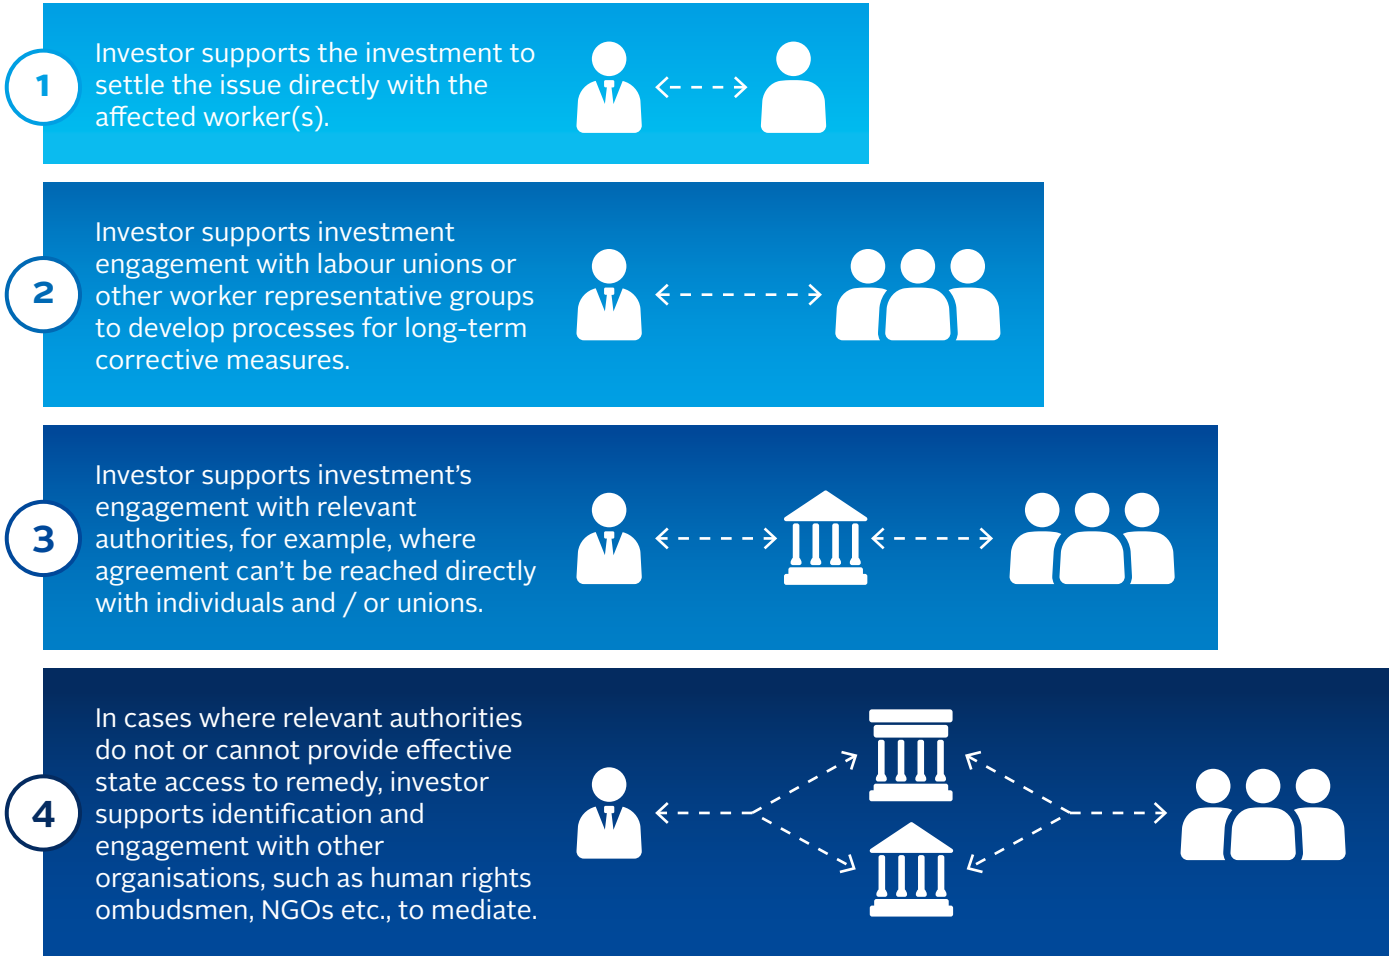 1
Investor supports the investment to
settle the issue directly with the
affected worker(s).
2
Investor supports investment
engagement with labour unions or
other worker representative groups
to develop processes for long-term
corrective measures.
3
Investor supports investment’s
engagement with relevant
authorities, for example, where
agreement can’t be reached directly
with individuals and / or unions.
4
In cases where relevant authorities
do not or cannot provide effective
state access to remedy, investor
supports identification and
engagement with other
organisations, such as human rights
ombudsmen, NGOs etc., to mediate.